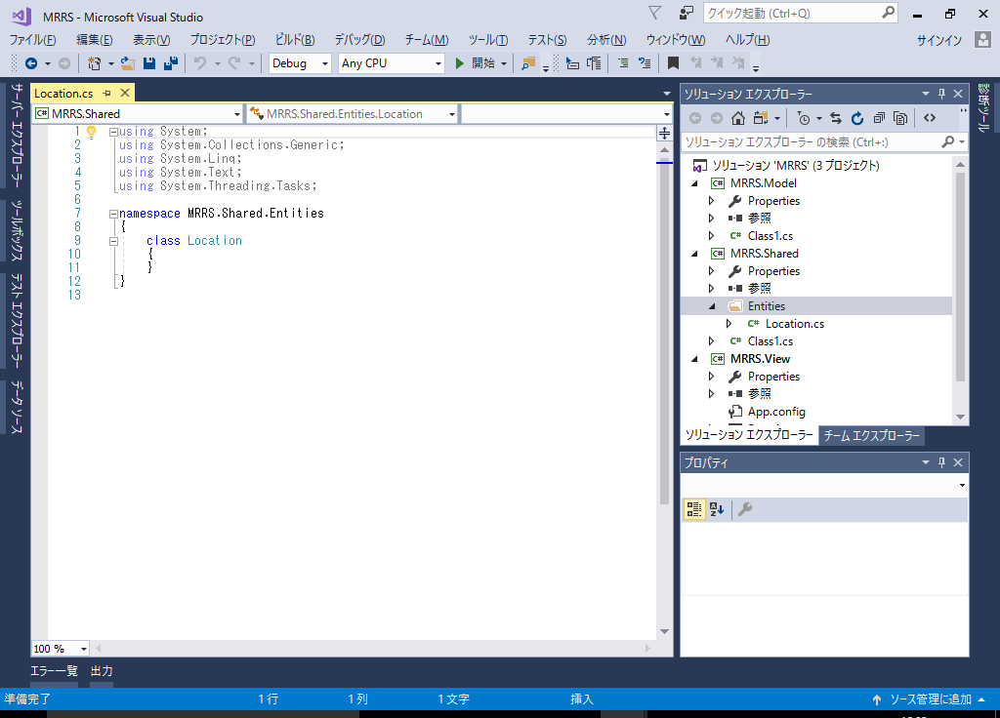 MRRS - Microsoft Visual Studio
クイック起動 (Ctrl+Q)
ファイル(F) 編集(E) 表示(V) プロジェクト(P) ビルド(B) デバッグ(D) チーム(M) ツール(T) テスト(S) 分析(N) ウィンドウ(W) ヘルプ(H)
サインイン
Debug Any CPU 開始
サーバー エクスプローラー
ツールボックス
テスト エクスプローラー
データ ソース
Location.cs
MRRS.Shared
MRRS.Shared.Entities.Location
1 using System;
2 using System.Collections.Generic;
3 using System.Linq;
4 using System.Text;
5 using System.Threading.Tasks;
6
7 namespace MRRS.Shared.Entities
8 {
9 class Location
10 {
11 }
12 }
13
100 %
ソリューション エクスプローラー
ソリューション エクスプローラー の検索 (Ctrl+:)
ソリューション 'MRRS' (3 プロジェクト)
C# MRRS.Model
Properties
参照
C# Class1.cs
C# MRRS.Shared
Properties
参照
Entities
C# Location.cs
C# Class1.cs
C# MRRS.View
Properties
参照
App.config
ソリューション エクスプローラー チーム エクスプローラー
プロパティ
診断ツール
エラー一覧 出力
準備完了 1 行 1 列 1 文字 挿入 ソース管理に追加